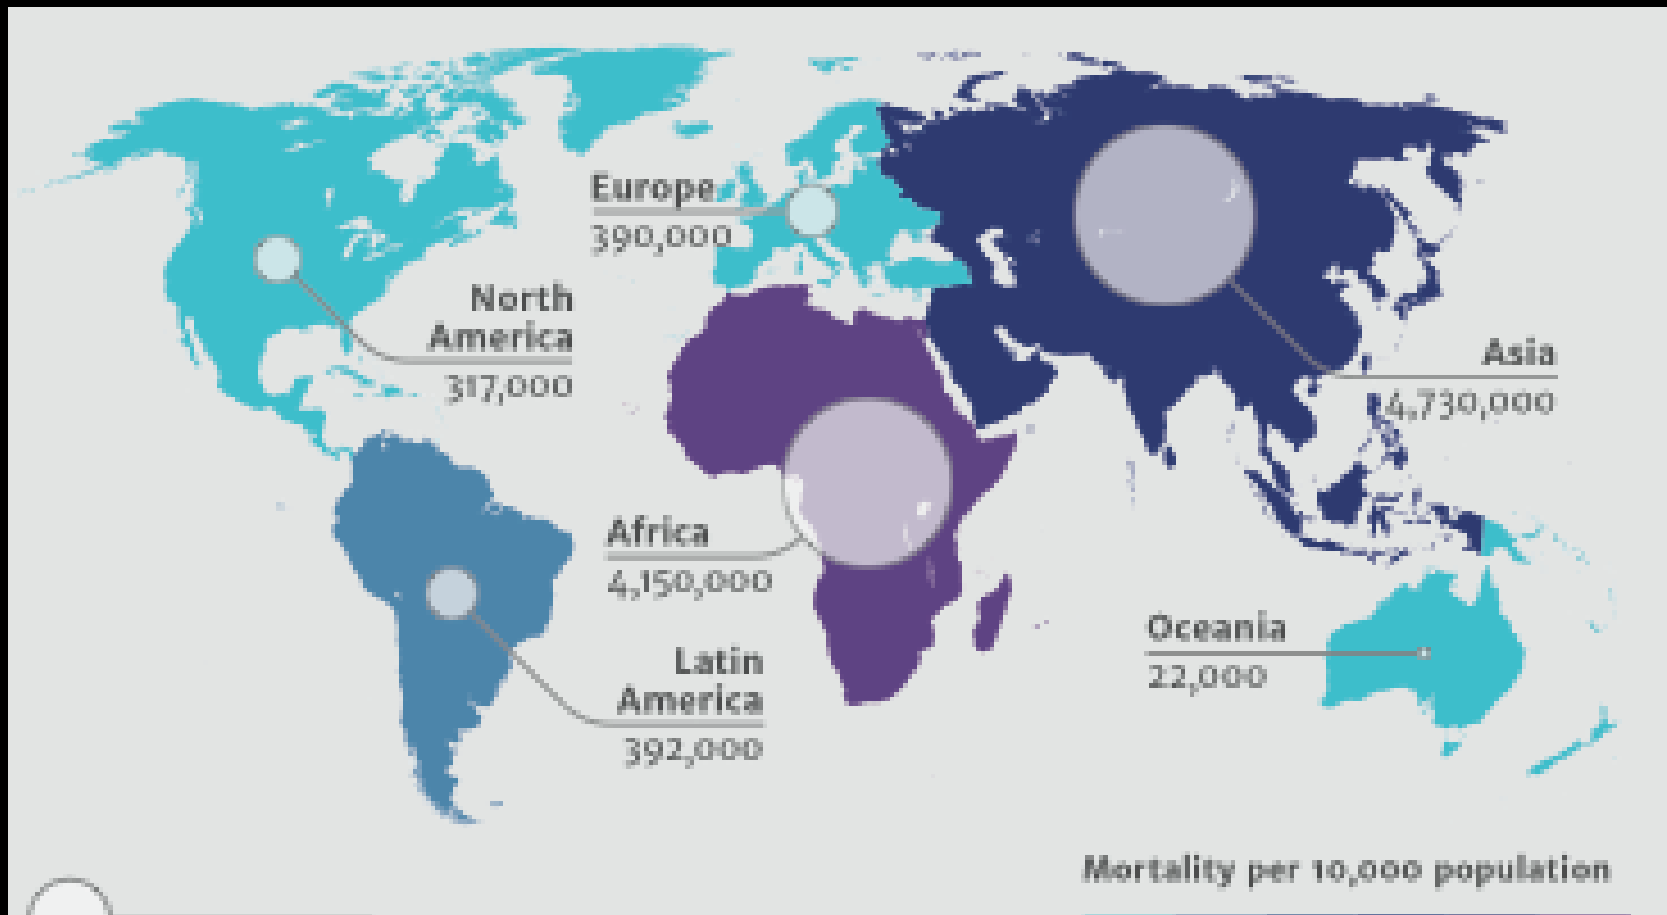 Europe
390,000
North
America
317,000
Asia
4,730,000
Africa
4,150,000
Oceania
22,000
Latin
America
392,000
Mortality per 10,000 population